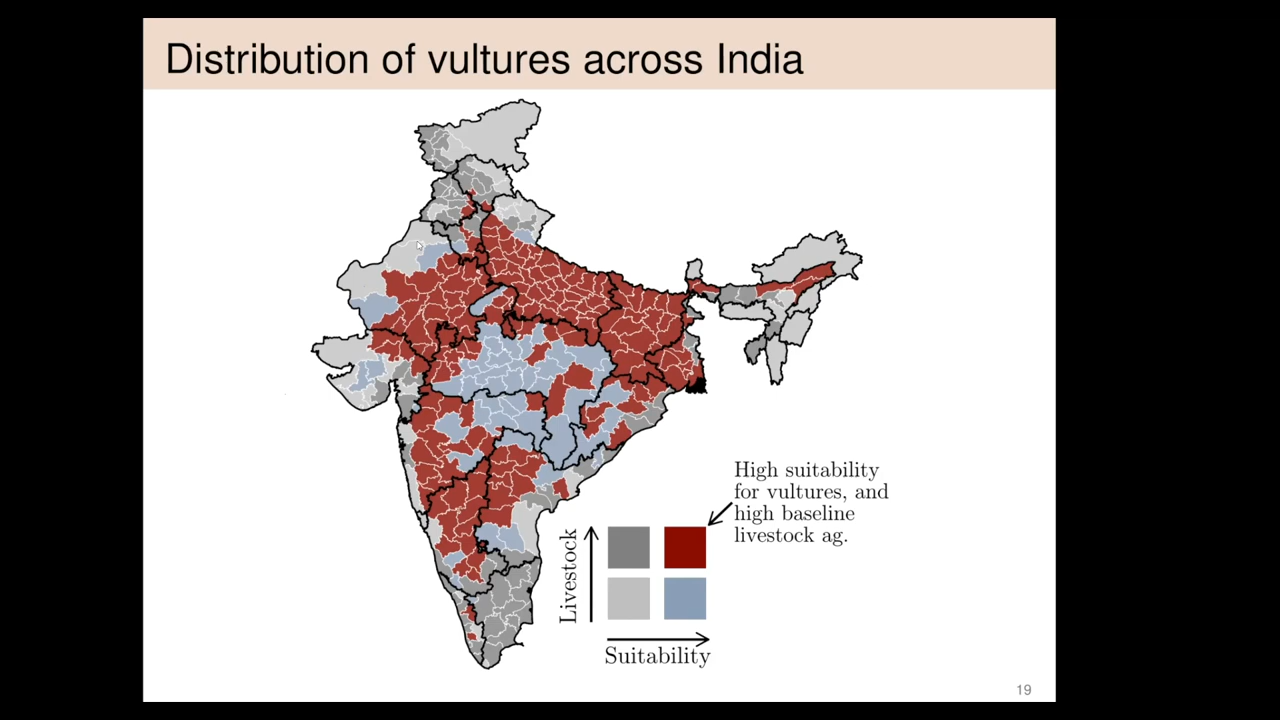 Distribution of vultures across India
High suitability
for vultures, and
high baseline
livestock ag.
Livestock
Suitability
19